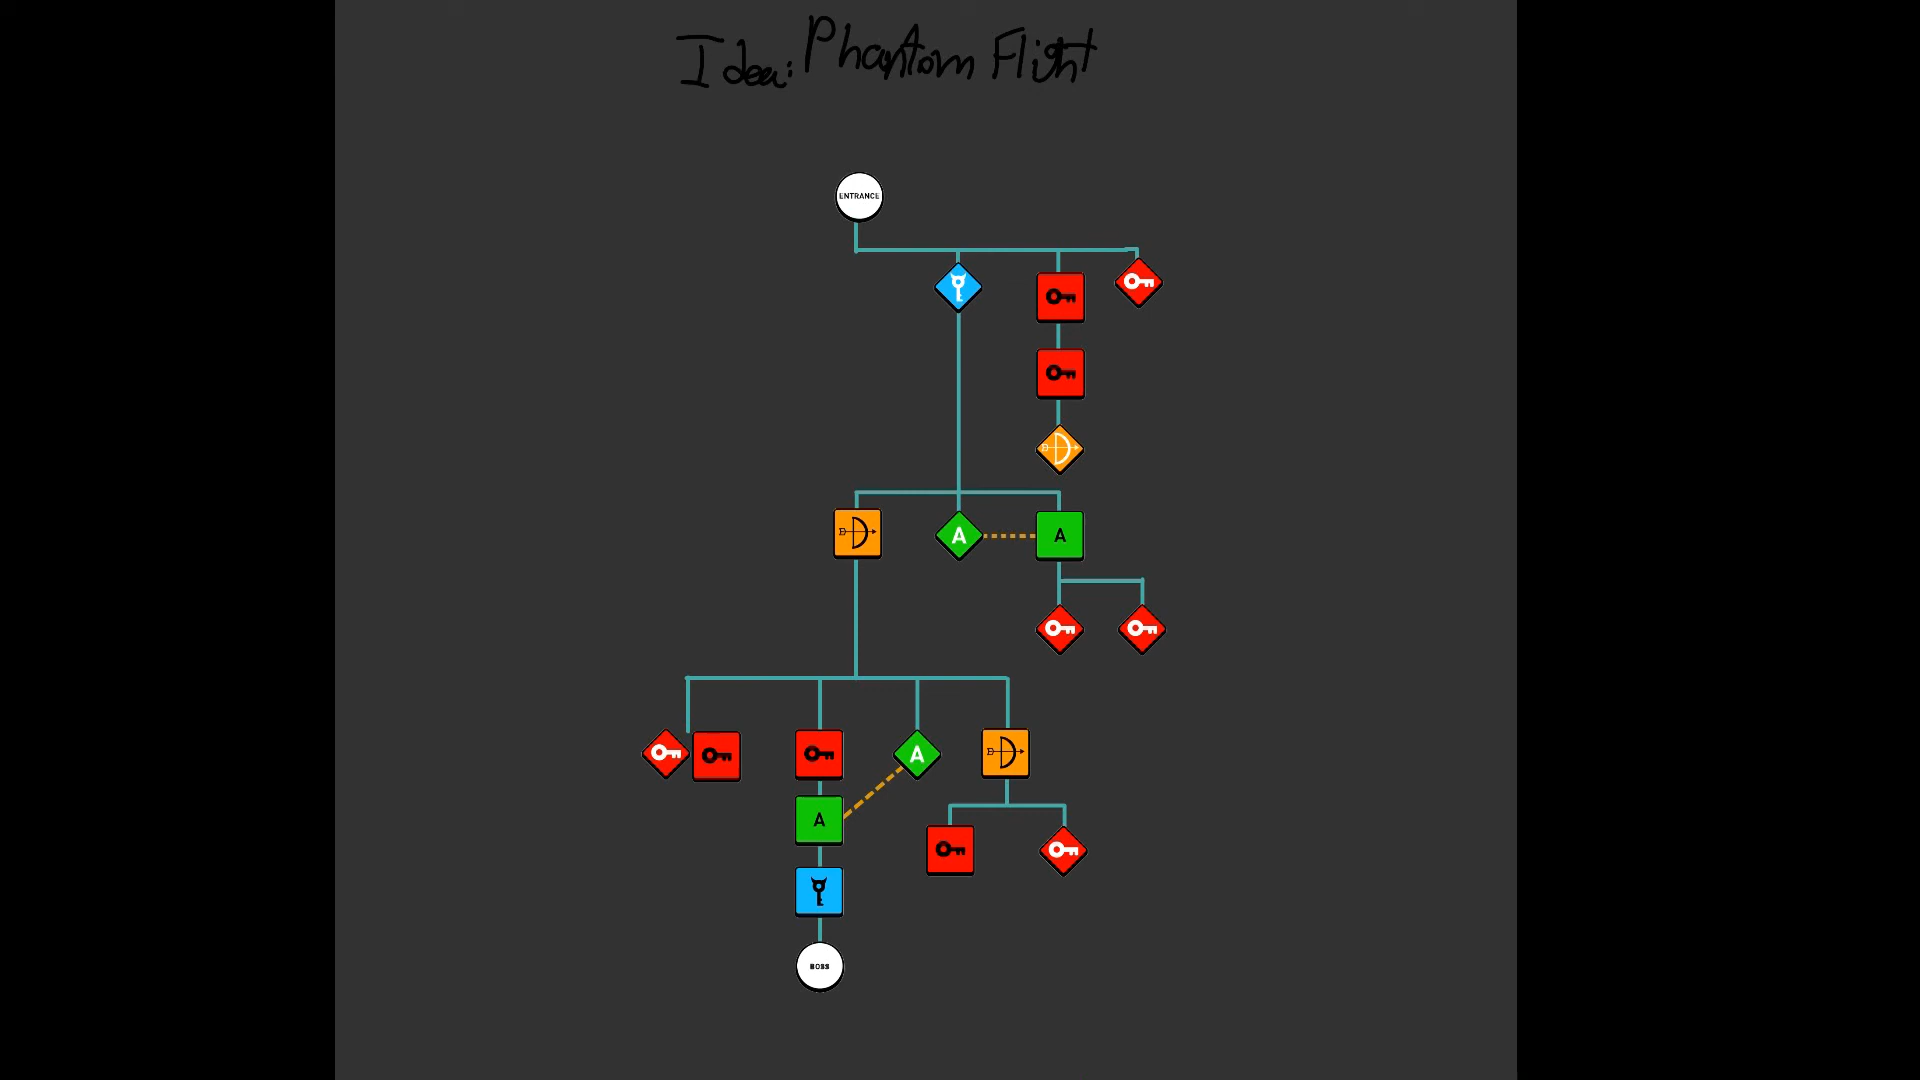 Idea: Phantom Flight
ENTRANCE
A A
A
A
BOSS